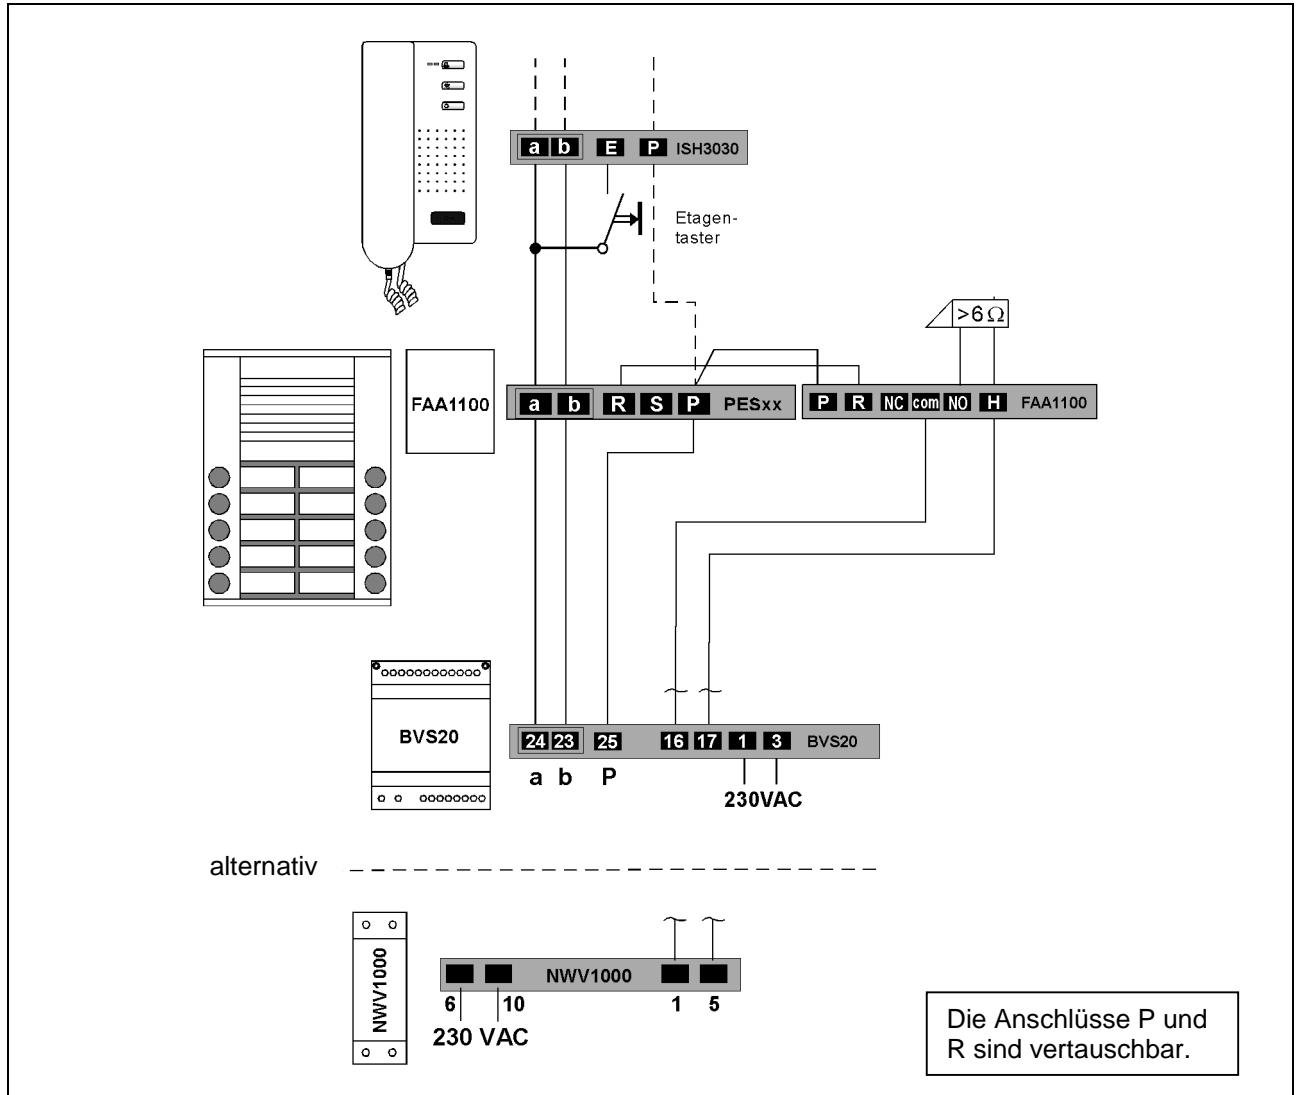 a b E P ISH3030
Etagen-
taster
>6 Ω
FAA1100
a b R S P PESxx
P R NC com NO H FAA1100
BVS20
24 23 25 16 17 1 3 BVS20
a b P
230VAC
alternativ
NWV1000
NWV1000
6 10 1 5
230 VAC
Die Anschlüsse P und
R sind vertauschbar.